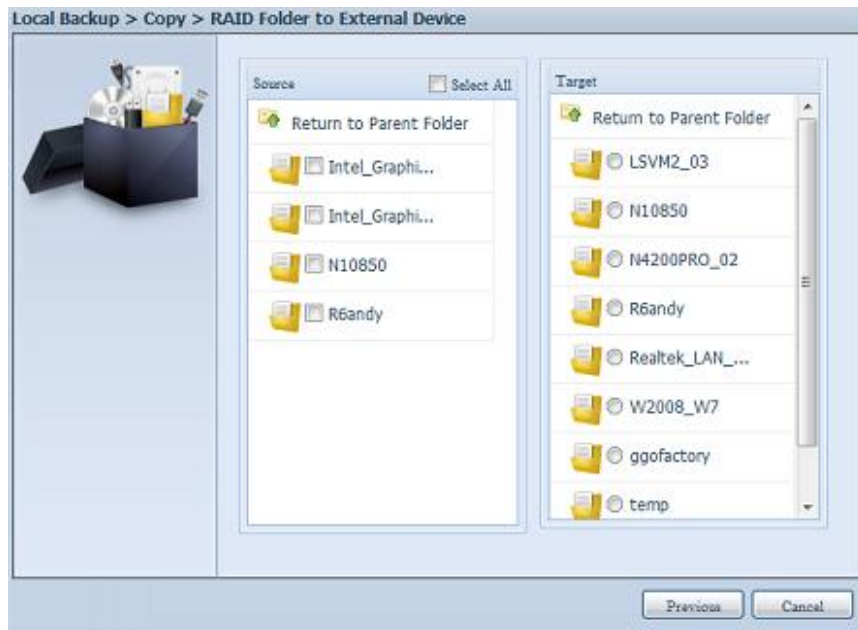 Local Backup > Copy > RAID Folder to External Device
Source
Select All
Return to Parent Folder
Intel_Graphi...
Intel_Graphi...
N10850
R6andy
Target
Return to Parent Folder
LSVM2_03
N10850
N4200PRO_02
R6andy
Realtek_LAN_...
W2008_W7
ggofactory
temp
Previous
Cancel